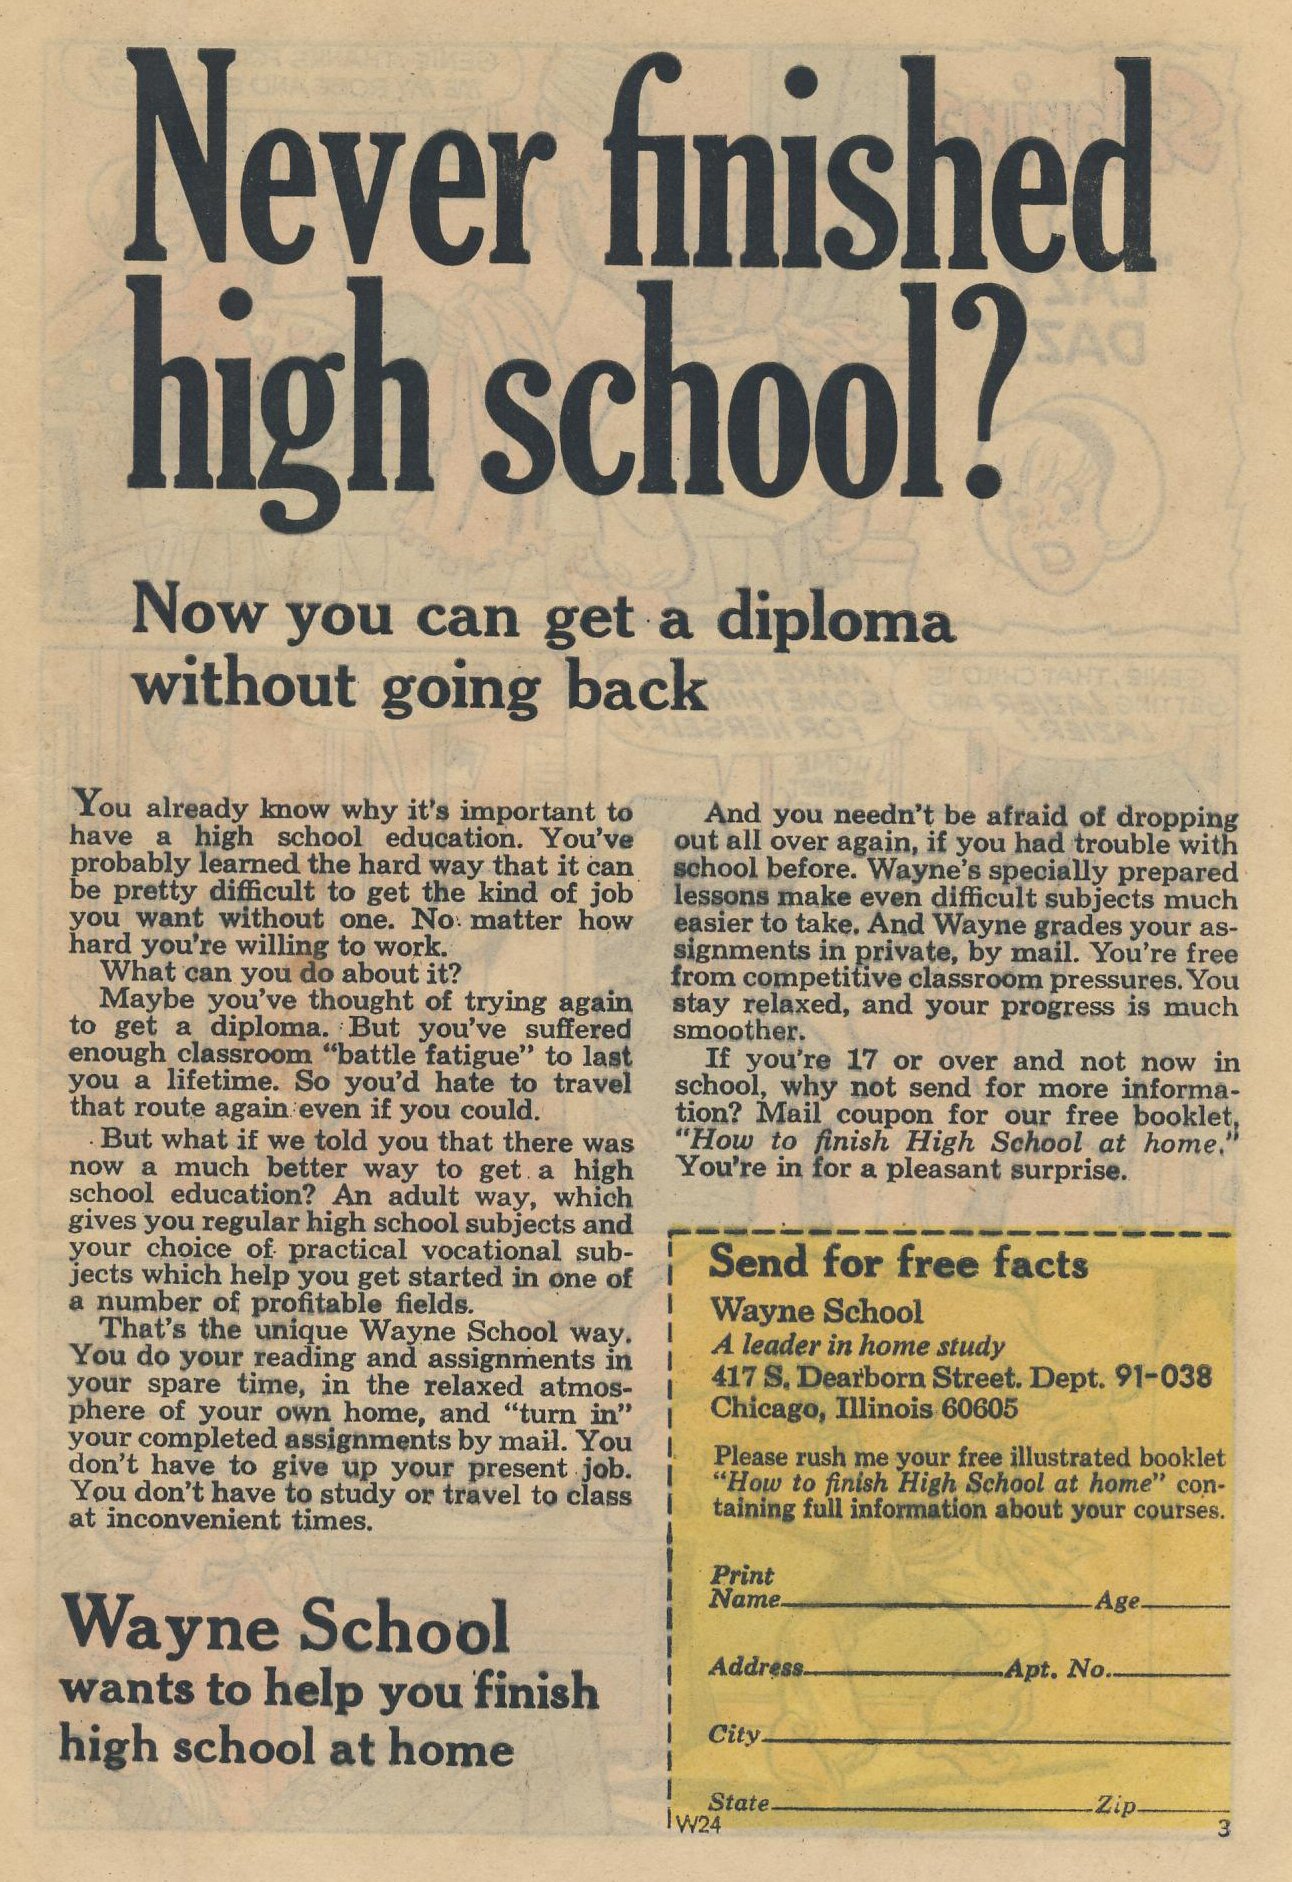 Never finished
high school?
Now you can get a diploma
without going back
You already know why it's important to
have a high school education. You've
probably learned the hard way that it can
be pretty difficult to get the kind of job
you want without one. No matter how
hard you're willing to work.
What can you do about it?
Maybe you've thought of trying again
to get a diploma. But you've suffered
enough classroom "battle fatigue" to last
you a lifetime. So you'd hate to travel
that route again even if you could.
But what if we told you that there was
now a much better way to get a high
school education? An adult way, which
gives you regular high school subjects and
your choice of practical vocational sub-
jects which help you get started in one of
a number of profitable fields.
That's the unique Wayne School way.
You do your reading and assignments in
your spare time, in the relaxed atmos-
phere of your own home, and "turn in"
your completed assignments by mail. You
don't have to give up your present job.
You don't have to study or travel to class
at inconvenient times.
Wayne School
wants to help you finish
high school at home
And you needn't be afraid of dropping
out all over again, if you had trouble with
school before. Wayne's specially prepared
lessons make even difficult subjects much
easier to take. And Wayne grades your as-
signments in private, by mail. You're free
from competitive classroom pressures. You
stay relaxed, and your progress is much
smoother.
If you're 17 or over and not now in
school, why not send for more informa-
tion? Mail coupon for our free booklet,
"How to finish High School at home."
You're in for a pleasant surprise.
Send for free facts
Wayne School
A leader in home study
417 S. Dearborn Street. Dept. 91-038
Chicago, Illinois 60605
Please rush me your free illustrated booklet
"How to finish High School at home" con-
taining full information about your courses.
Print
Name Age
Address Apt. No.
City
State Zip
W24 3